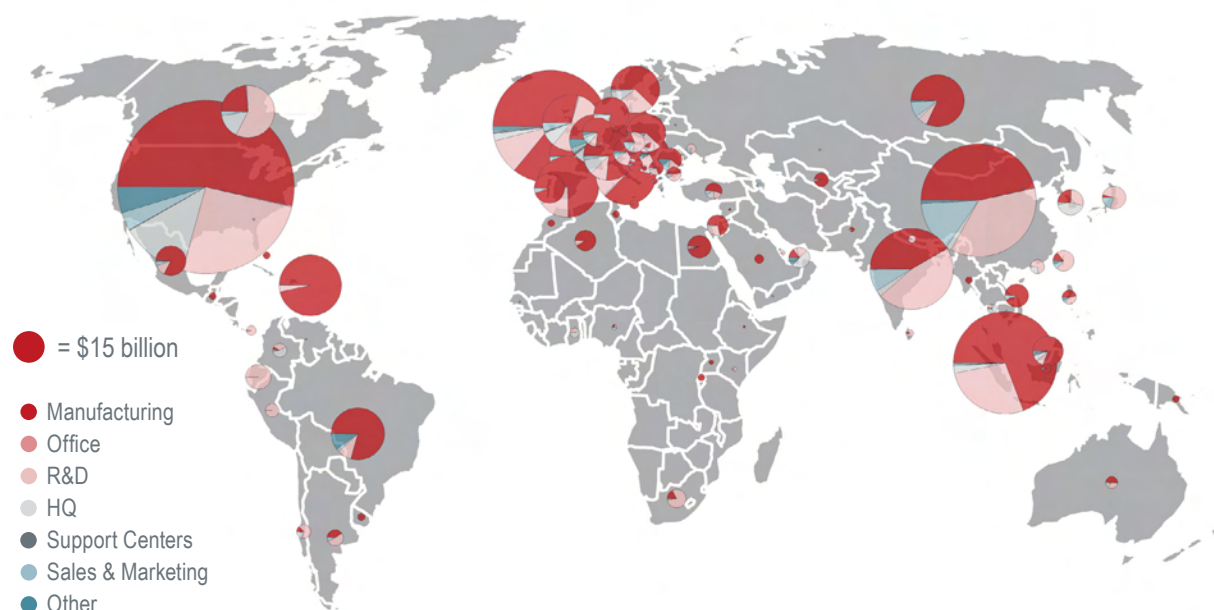 = $15 billion
Manufacturing
Office
R&D
HQ
Support Centers
Sales & Marketing
Other